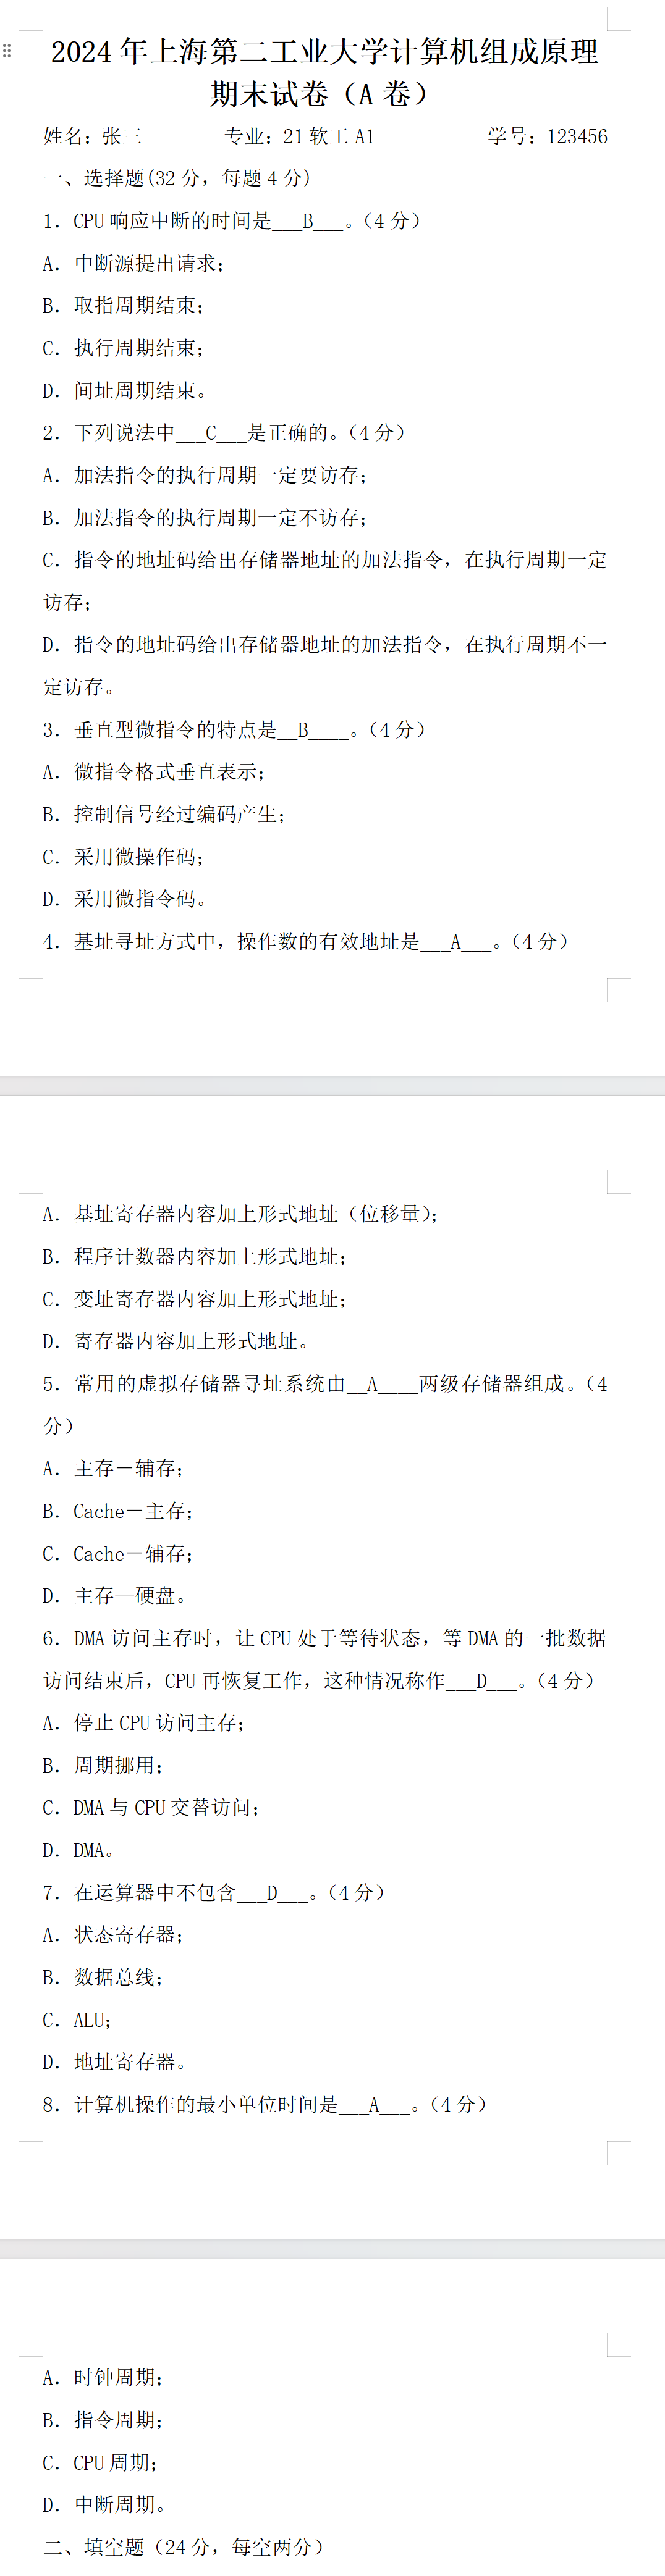 2024 年上海第二工业大学计算机组成原理
期末试卷（A 卷）
姓名：张三 专业：21 软工 A1 学号：123456
一、选择题(32 分，每题 4 分)
1．CPU 响应中断的时间是___B___。（4 分）
A．中断源提出请求；
B．取指周期结束；
C．执行周期结束；
D．间址周期结束。
2．下列说法中___C___是正确的。（4 分）
A．加法指令的执行周期一定要访存；
B．加法指令的执行周期一定不访存；
C．指令的地址码给出存储器地址的加法指令，在执行周期一定
访存；
D．指令的地址码给出存储器地址的加法指令，在执行周期不一
定访存。
3．垂直型微指令的特点是__B____。（4 分）
A．微指令格式垂直表示；
B．控制信号经过编码产生；
C．采用微操作码；
D．采用微指令码。
4．基址寻址方式中，操作数的有效地址是___A___。（4 分）
A．基址寄存器内容加上形式地址（位移量）；
B．程序计数器内容加上形式地址；
C．变址寄存器内容加上形式地址；
D．寄存器内容加上形式地址。
5．常用的虚拟存储器寻址系统由__A____两级存储器组成。（4
分）
A．主存－辅存；
B．Cache－主存；
C．Cache－辅存；
D．主存—硬盘。
6．DMA 访问主存时，让 CPU 处于等待状态，等 DMA 的一批数据
访问结束后，CPU 再恢复工作，这种情况称作___D___。（4 分）
A．停止 CPU 访问主存；
B．周期挪用；
C．DMA 与 CPU 交替访问；
D．DMA。
7．在运算器中不包含___D___。（4 分）
A．状态寄存器；
B．数据总线；
C．ALU；
D．地址寄存器。
8．计算机操作的最小单位时间是___A___。（4 分）
A．时钟周期；
B．指令周期；
C．CPU 周期；
D．中断周期。
二、填空题（24 分，每空两分）